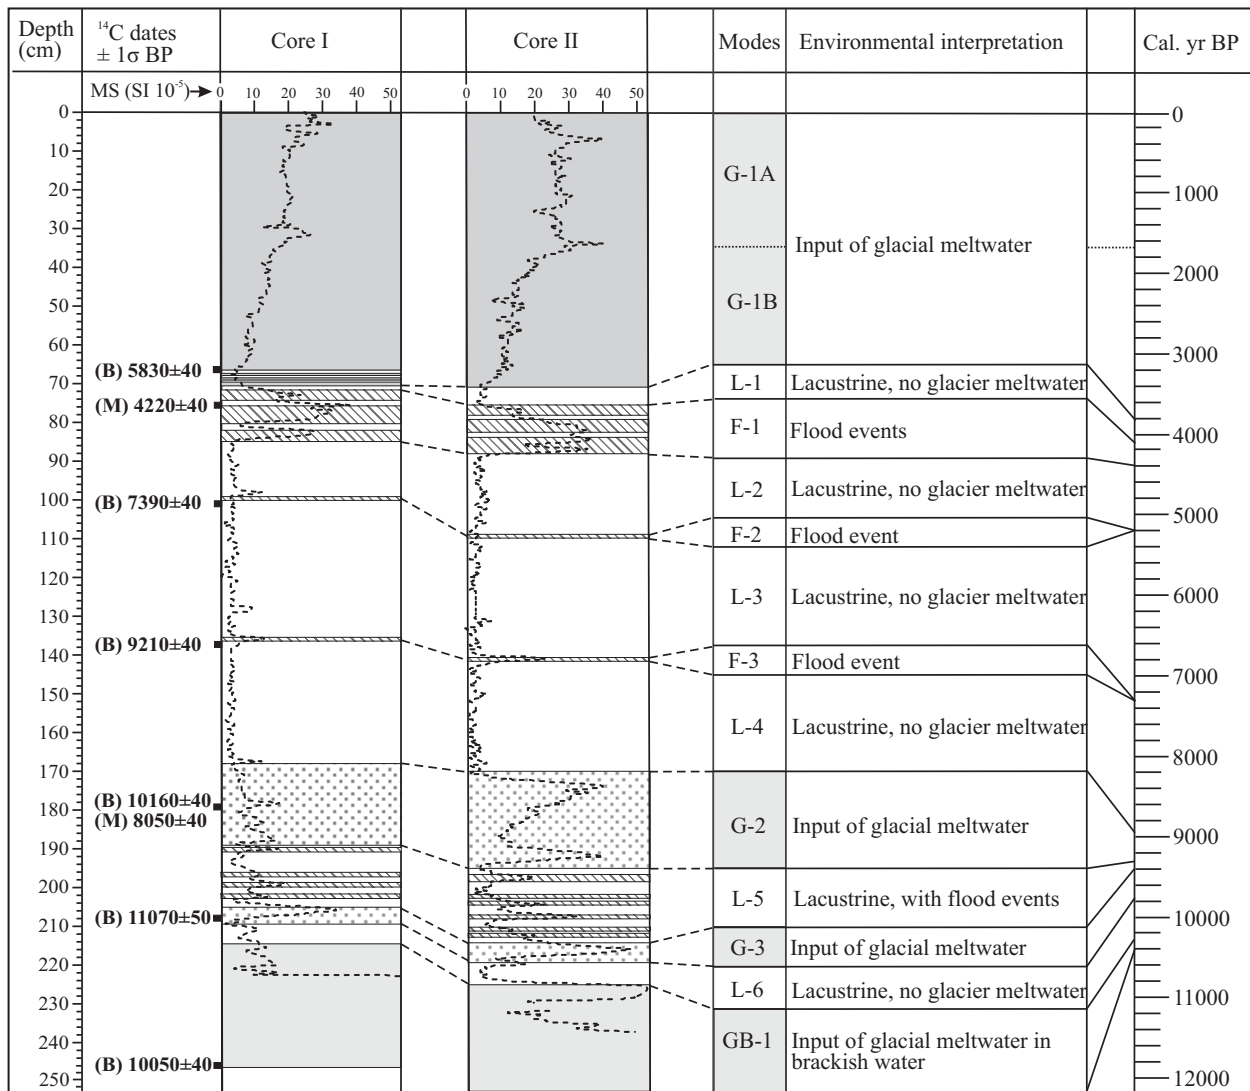 Depth (cm)
¹⁴C dates ± 1σ BP
Core I
Core II
Modes
Environmental interpretation
Cal. yr BP
MS (SI 10⁻⁵)
0 10 20 30 40 50
0 10 20 30 40 50
0
10
20
30
40
50
60
70
80
90
100
110
120
130
140
150
160
170
180
190
200
210
220
230
240
250
(B) 5830±40
(M) 4220±40
(B) 7390±40
(B) 9210±40
(B) 10160±40
(M) 8050±40
(B) 11070±50
(B) 10050±40
G-1A
Input of glacial meltwater
G-1B
L-1 Lacustrine, no glacier meltwater
F-1 Flood events
L-2 Lacustrine, no glacier meltwater
F-2 Flood event
L-3 Lacustrine, no glacier meltwater
F-3 Flood event
L-4 Lacustrine, no glacier meltwater
G-2 Input of glacial meltwater
L-5 Lacustrine, with flood events
G-3 Input of glacial meltwater
L-6 Lacustrine, no glacier meltwater
GB-1 Input of glacial meltwater in
brackish water
0
1000
2000
3000
4000
5000
6000
7000
8000
9000
10000
11000
12000